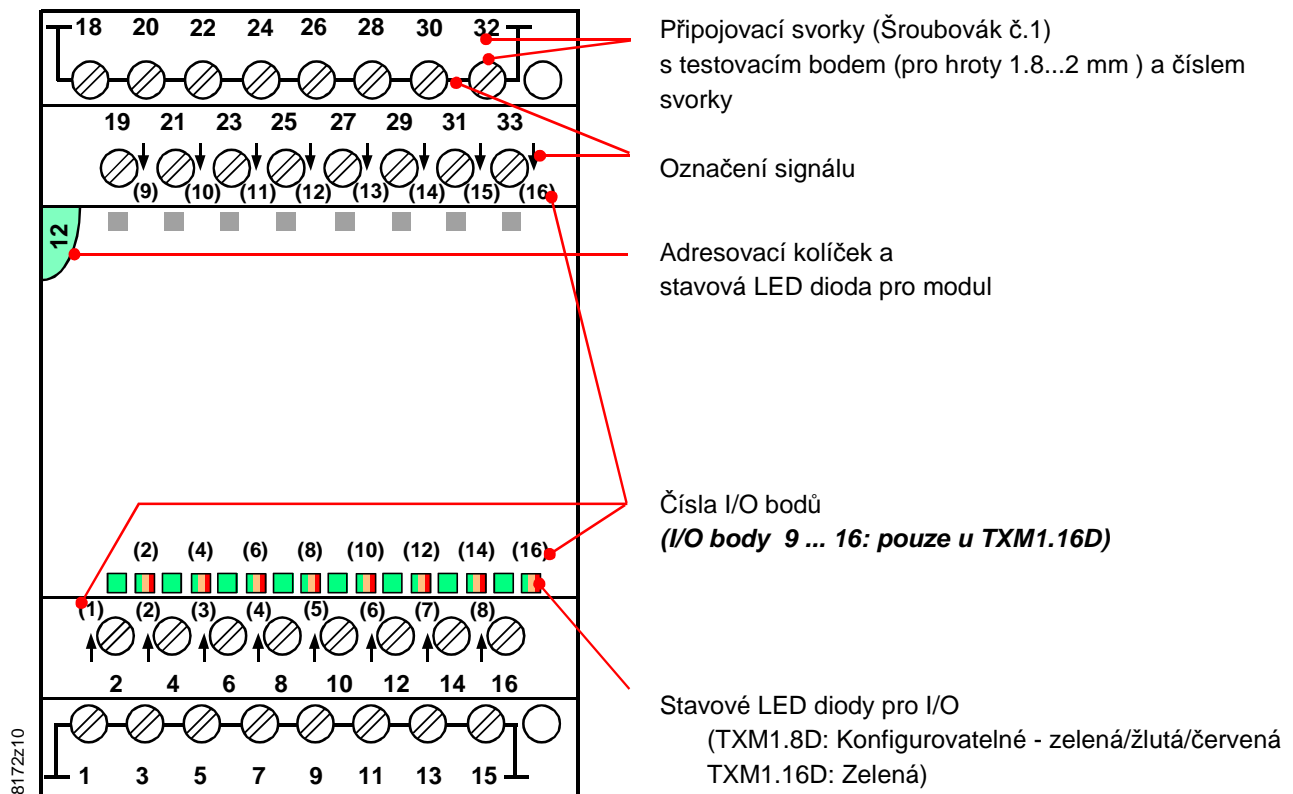 18 20 22 24 26 28 30 32
Připojovací svorky (Šroubovák č.1)
s testovacím bodem (pro hroty 1.8...2 mm ) a číslem
svorky
19 21 23 25 27 29 31 33
(9) (10) (11) (12) (13) (14) (15) (16)
Označení signálu
12
Adresovací kolíček a
stavová LED dioda pro modul
Čísla I/O bodů
(I/O body 9 ... 16: pouze u TXM1.16D)
(2) (4) (6) (8) (10) (12) (14) (16)
(1) (2) (3) (4) (5) (6) (7) (8)
2 4 6 8 10 12 14 16
Stavové LED diody pro I/O
(TXM1.8D: Konfigurovatelné - zelená/žlutá/červená
TXM1.16D: Zelená)
1 3 5 7 9 11 13 15
8172z10